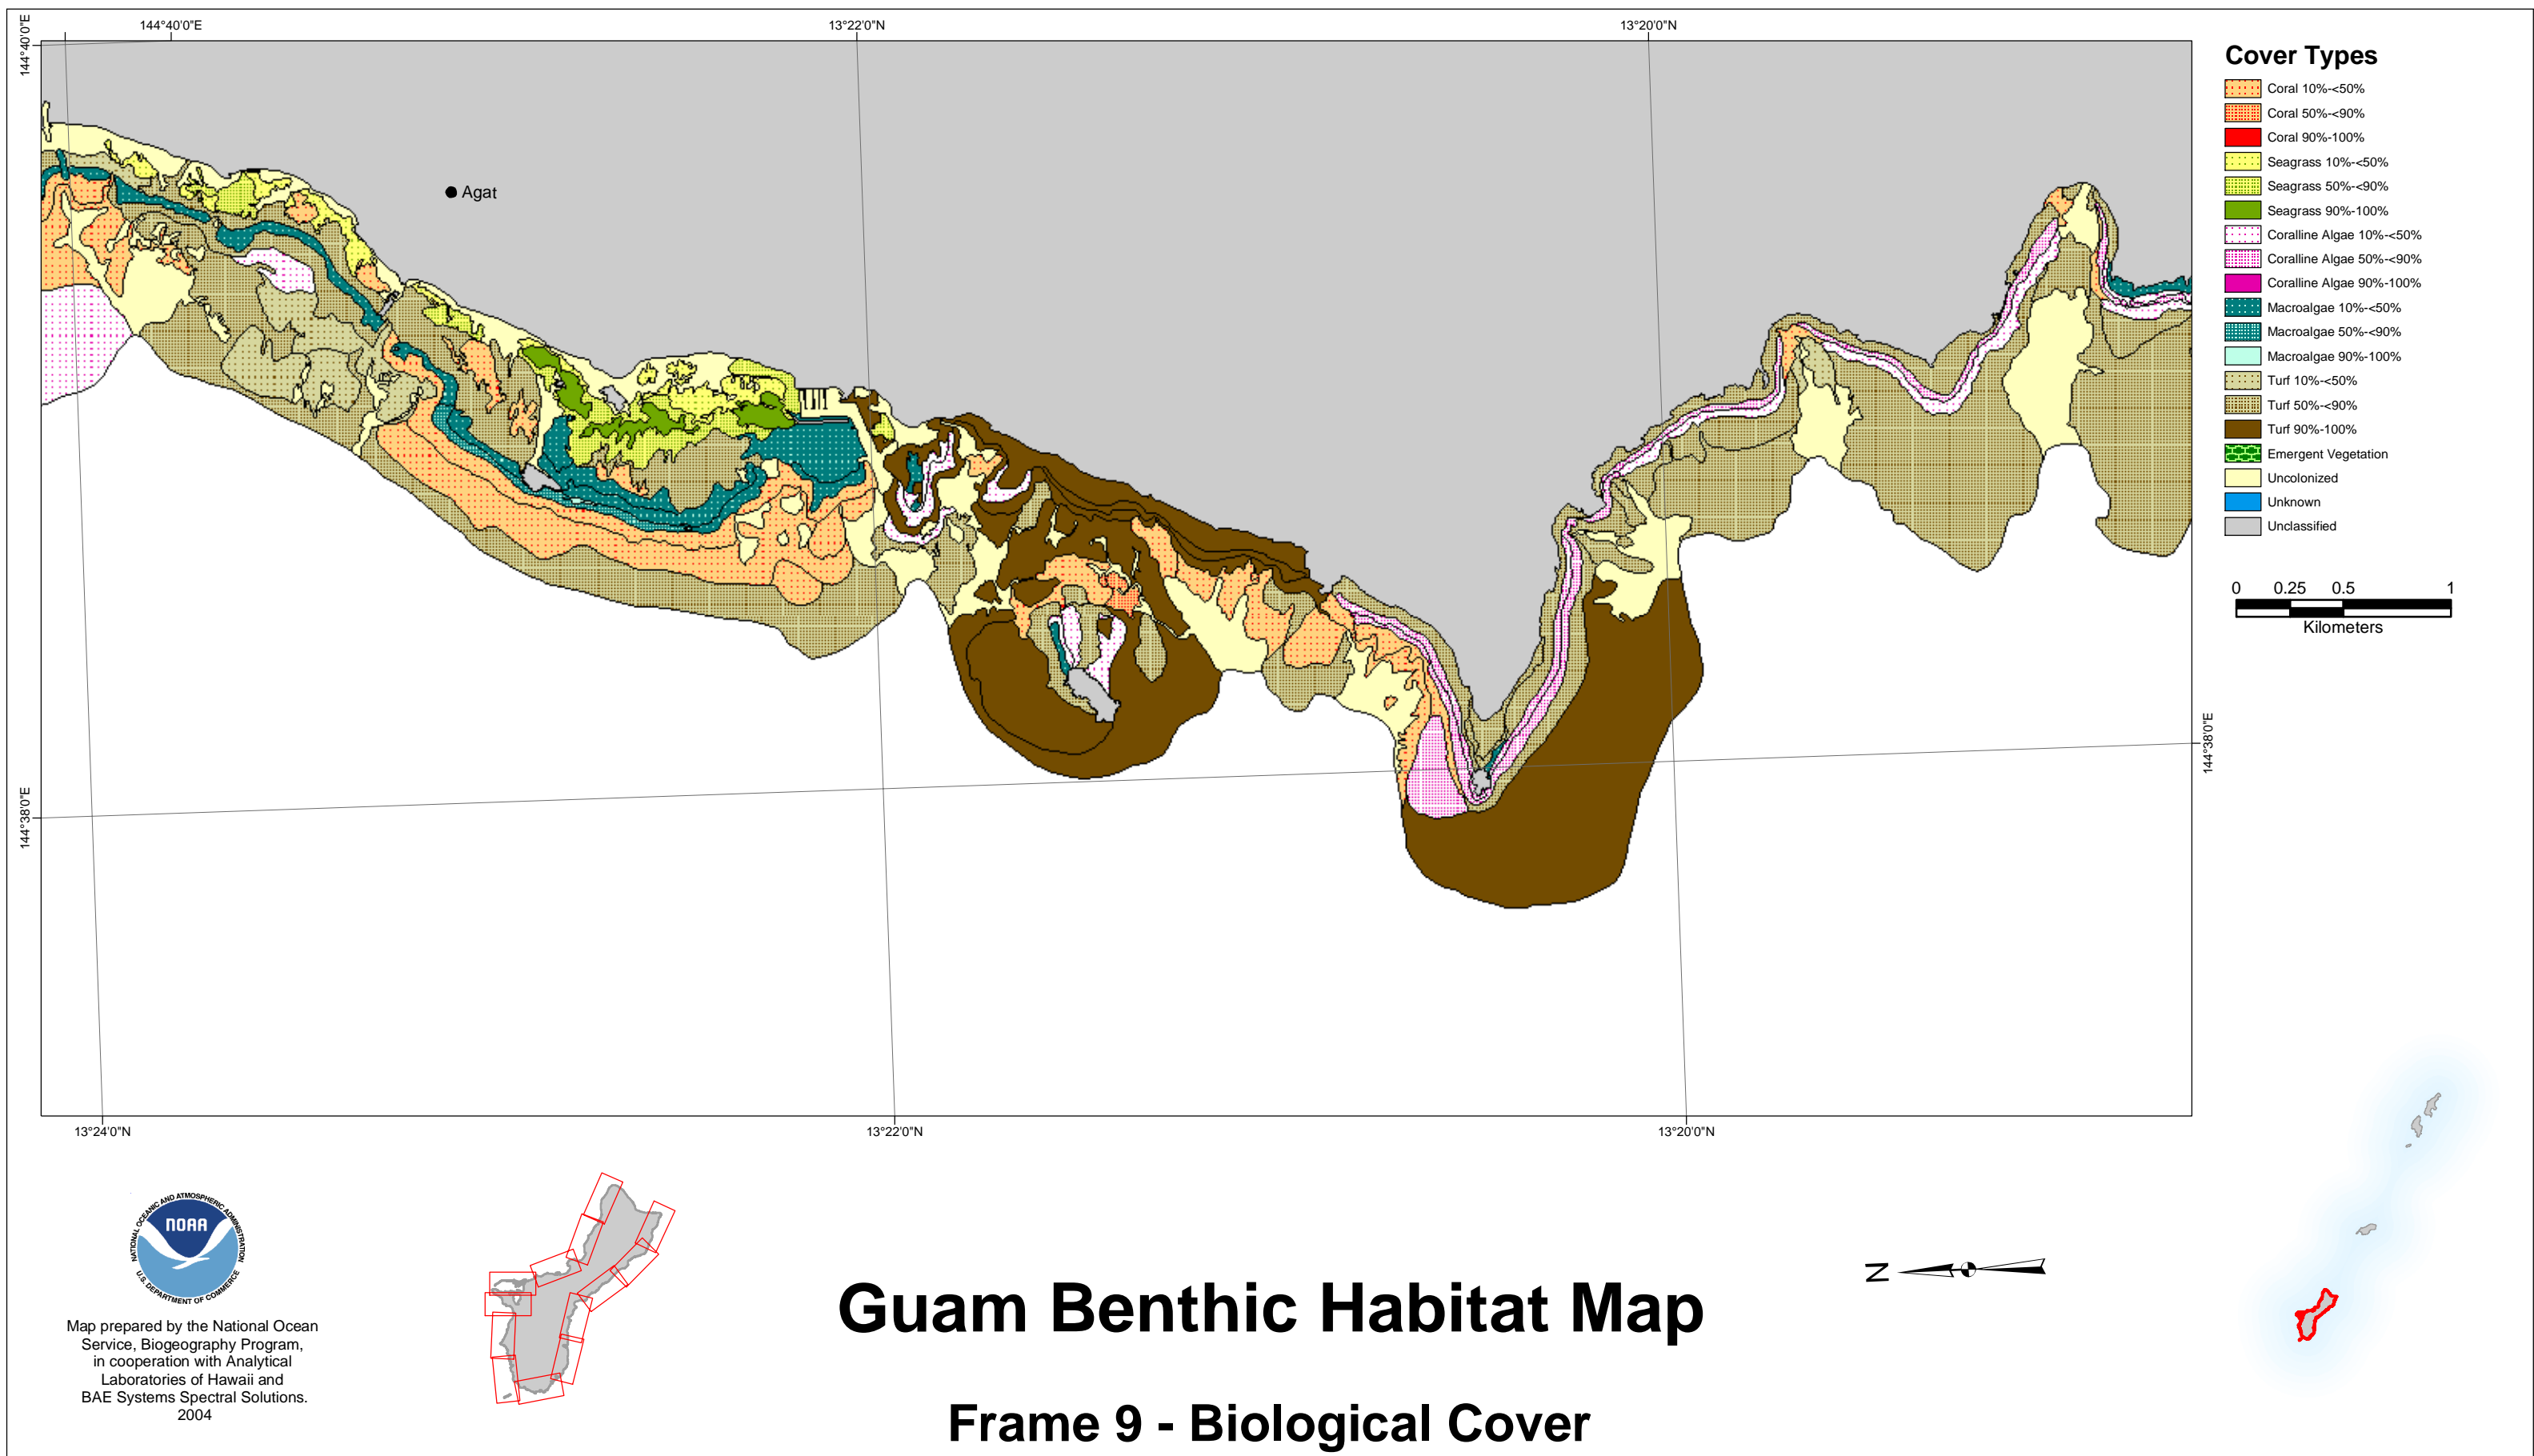 144°40'0"E
13°22'0"N
13°20'0"N
144°40'0"E
Agat
144°38'0"E
144°38'0"E
13°24'0"N
13°22'0"N
13°20'0"N
Cover Types
Coral 10%-<50%
Coral 50%-<90%
Coral 90%-100%
Seagrass 10%-<50%
Seagrass 50%-<90%
Seagrass 90%-100%
Coralline Algae 10%-<50%
Coralline Algae 50%-<90%
Coralline Algae 90%-100%
Macroalgae 10%-<50%
Macroalgae 50%-<90%
Macroalgae 90%-100%
Turf 10%-<50%
Turf 50%-<90%
Turf 90%-100%
Emergent Vegetation
Uncolonized
Unknown
Unclassified
0 0.25 0.5 1
Kilometers
NATIONAL OCEANIC AND ATMOSPHERIC ADMINISTRATION
NOAA
U.S. DEPARTMENT OF COMMERCE
Map prepared by the National Ocean
Service, Biogeography Program,
in cooperation with Analytical
Laboratories of Hawaii and
BAE Systems Spectral Solutions.
2004
N
Guam Benthic Habitat Map
Frame 9 - Biological Cover